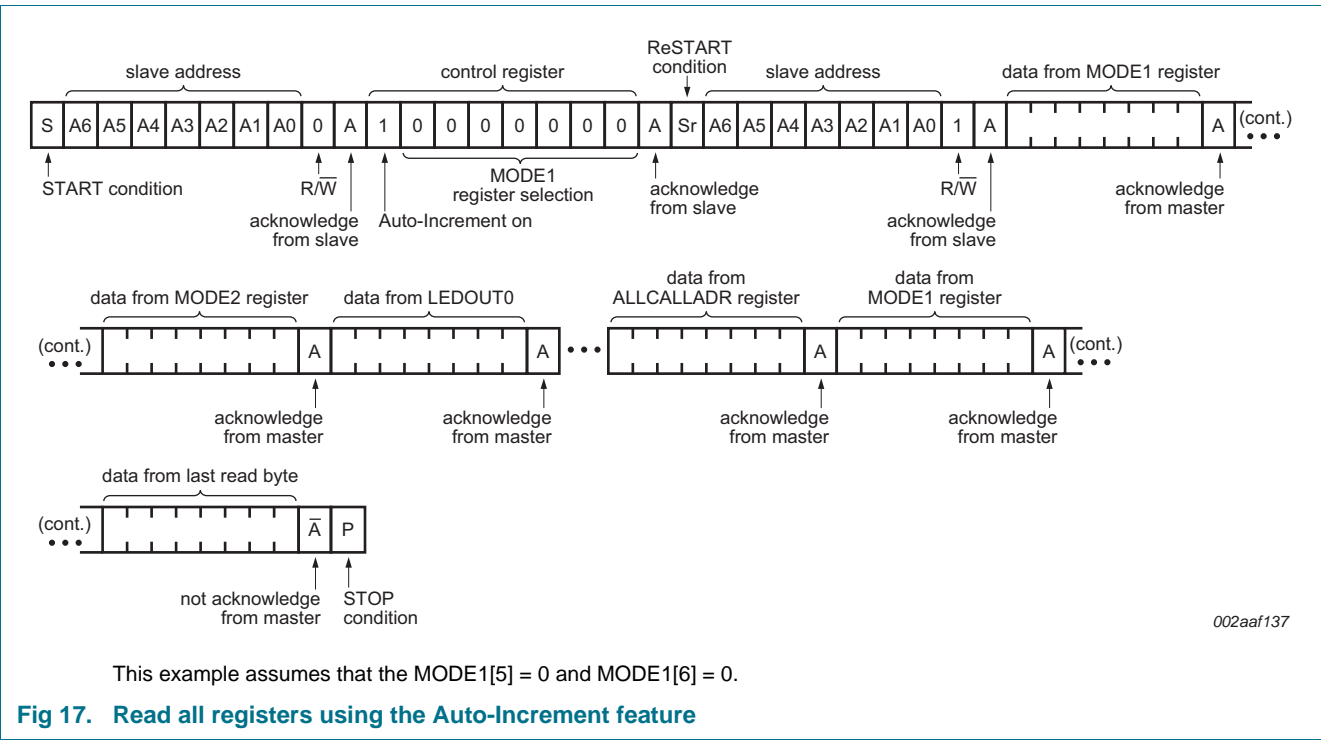 ReSTART
condition
slave address
control register
slave address
data from MODE1 register
S A6 A5 A4 A3 A2 A1 A0 0 A 1 0 0 0 0 0 0 0 A Sr A6 A5 A4 A3 A2 A1 A0 1 A A (cont.)
START condition
R/W̅
MODE1
register selection
acknowledge
from slave
R/W̅
acknowledge
from master
acknowledge
from slave
Auto-Increment on
acknowledge
from slave
data from MODE2 register
data from LEDOUT0
data from
ALLCALLADR register
data from
MODE1 register
(cont.) A A A A (cont.)
acknowledge
from master
acknowledge
from master
acknowledge
from master
acknowledge
from master
data from last read byte
(cont.) A̅ P
not acknowledge
from master
STOP
condition
002aaf137
This example assumes that the MODE1[5] = 0 and MODE1[6] = 0.
Fig 17. Read all registers using the Auto-Increment feature